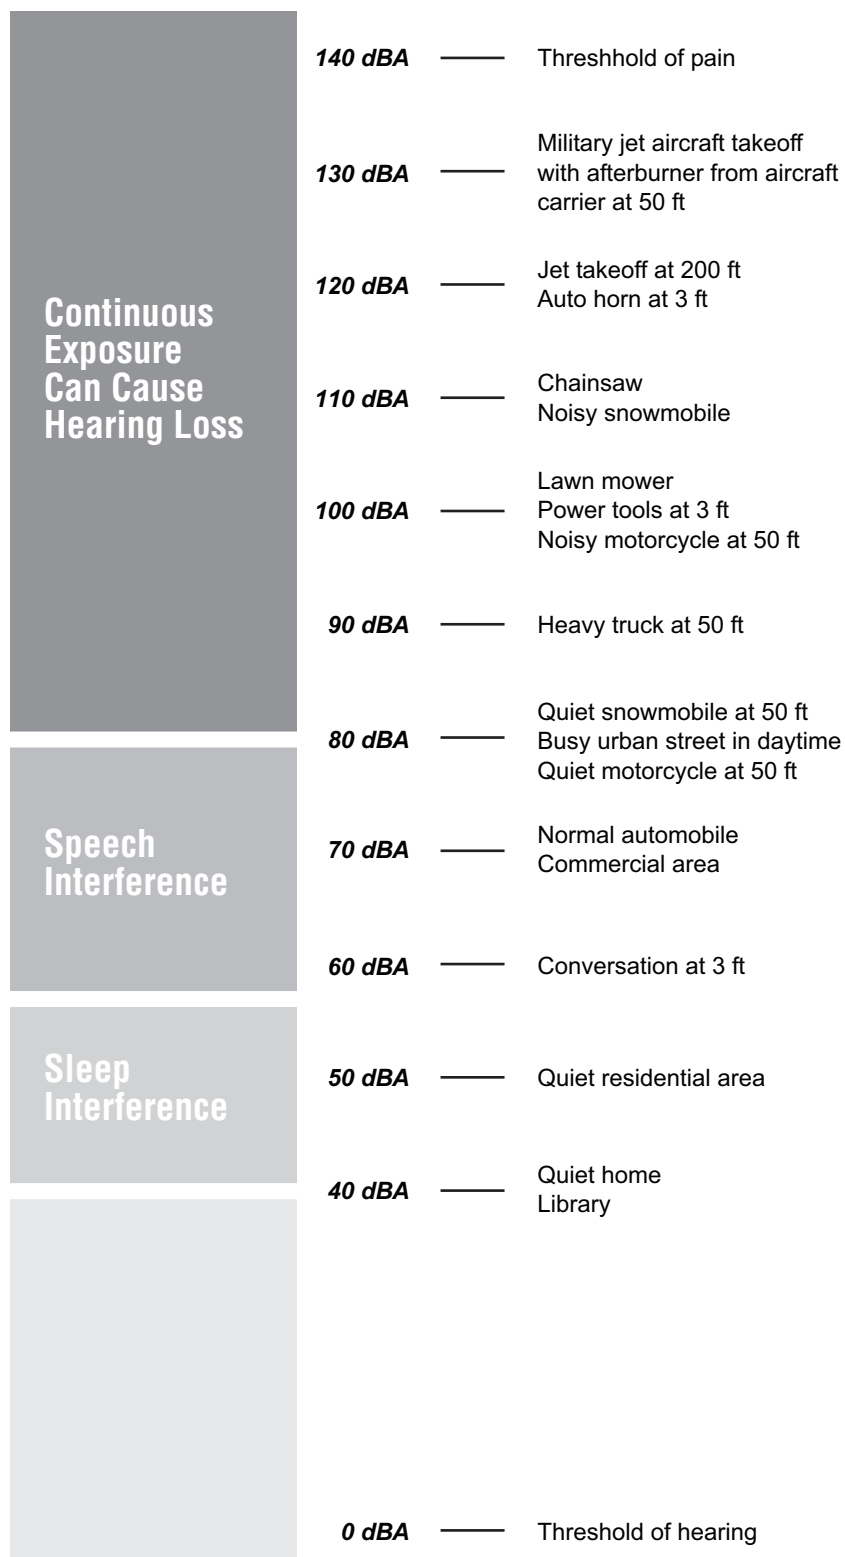 140 dBA
Threshhold of pain
130 dBA
Military jet aircraft takeoff
with afterburner from aircraft
carrier at 50 ft
120 dBA
Jet takeoff at 200 ft
Auto horn at 3 ft
Continuous
Exposure
Can Cause
Hearing Loss
110 dBA
Chainsaw
Noisy snowmobile
100 dBA
Lawn mower
Power tools at 3 ft
Noisy motorcycle at 50 ft
90 dBA
Heavy truck at 50 ft
80 dBA
Quiet snowmobile at 50 ft
Busy urban street in daytime
Quiet motorcycle at 50 ft
Speech
Interference
70 dBA
Normal automobile
Commercial area
60 dBA
Conversation at 3 ft
Sleep
Interference
50 dBA
Quiet residential area
40 dBA
Quiet home
Library
0 dBA
Threshold of hearing